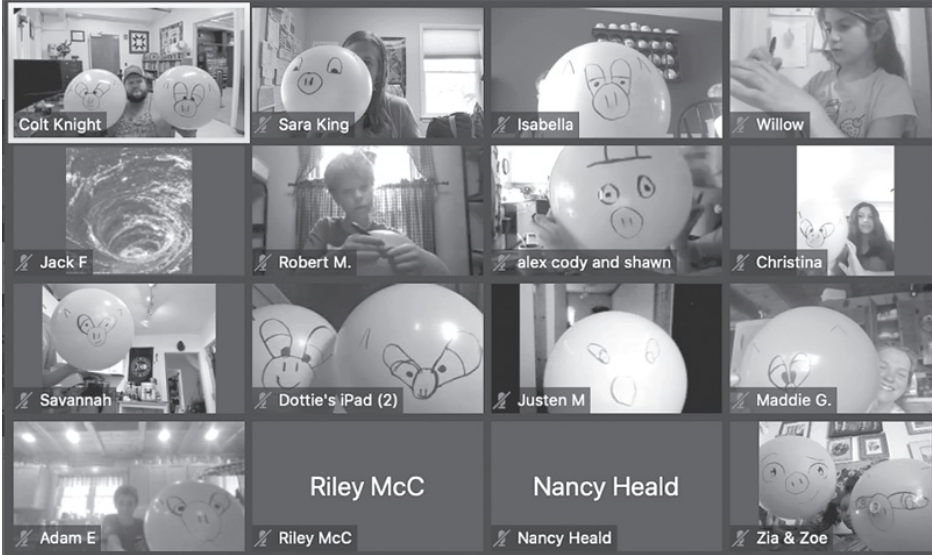 Colt Knight
Sara King
Isabella
Willow
Jack F
Robert M.
alex cody and shawn
Christina
Savannah
Dottie's iPad (2)
Justen M
Maddie G.
Adam E
Riley McC
Riley McC
Nancy Heald
Nancy Heald
Zia & Zoe